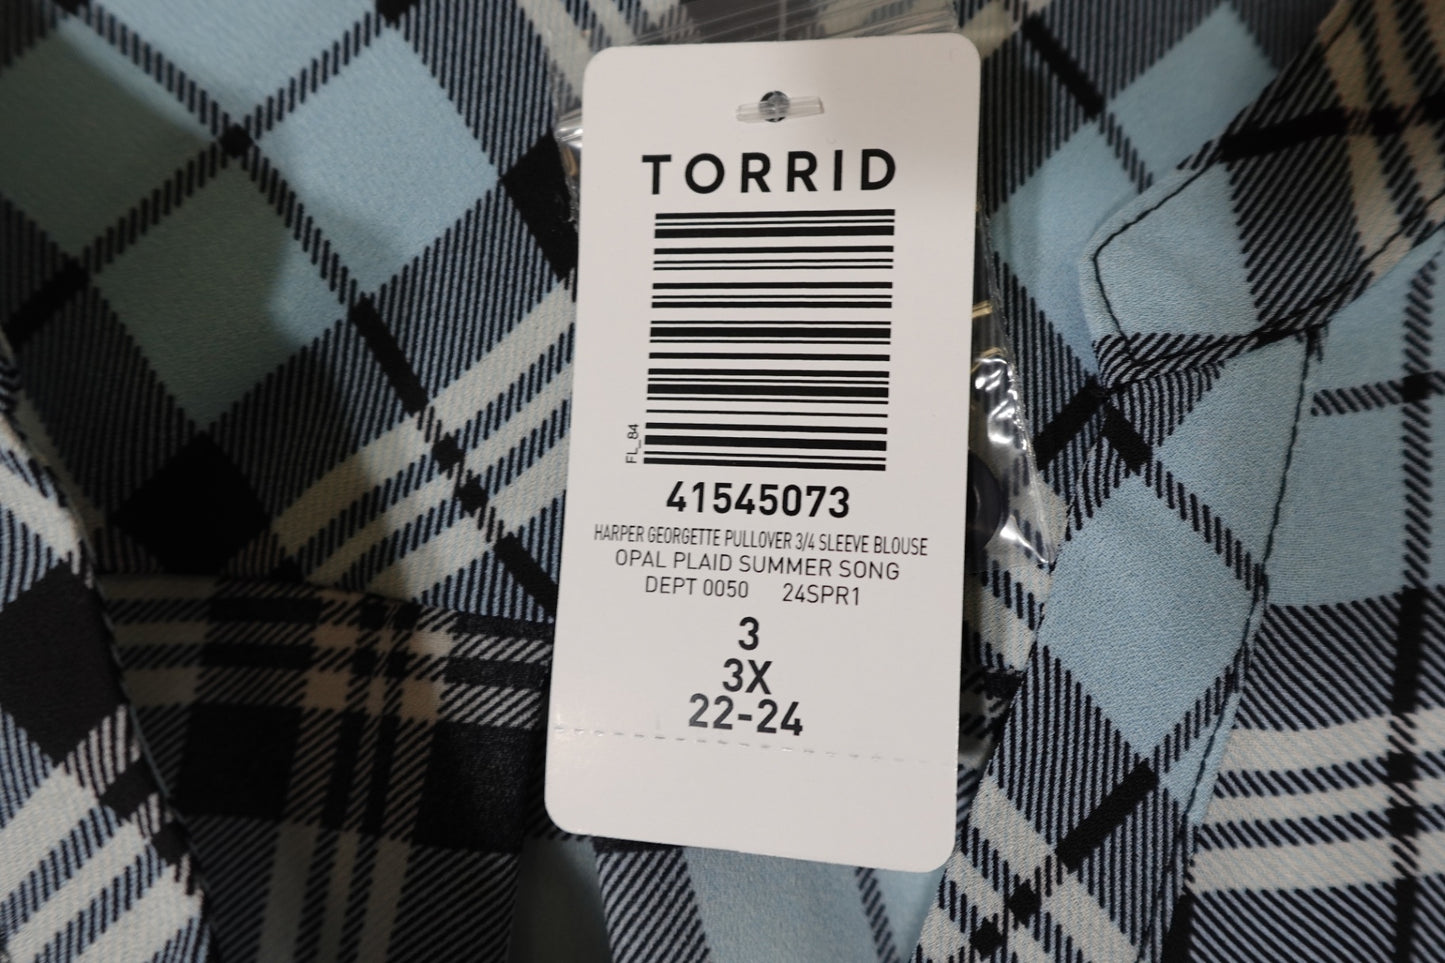 TORRID
FL_84
41545073
HARPER GEORGETTE PULLOVER 3/4 SLEEVE BLOUSE
OPAL PLAID SUMMER SONG
DEPT 0050 24SPR1
3
3X
22-24